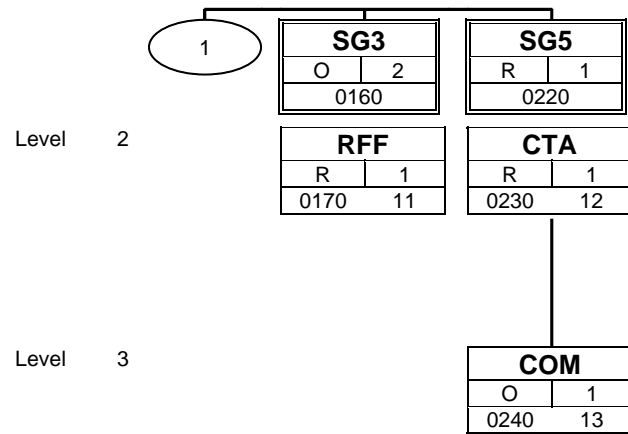 1
SG3 SG5
O 2 R 1
0160 0220
Level 2
RFF CTA
R 1 R 1
0170 11 0230 12
Level 3
COM
O 1
0240 13